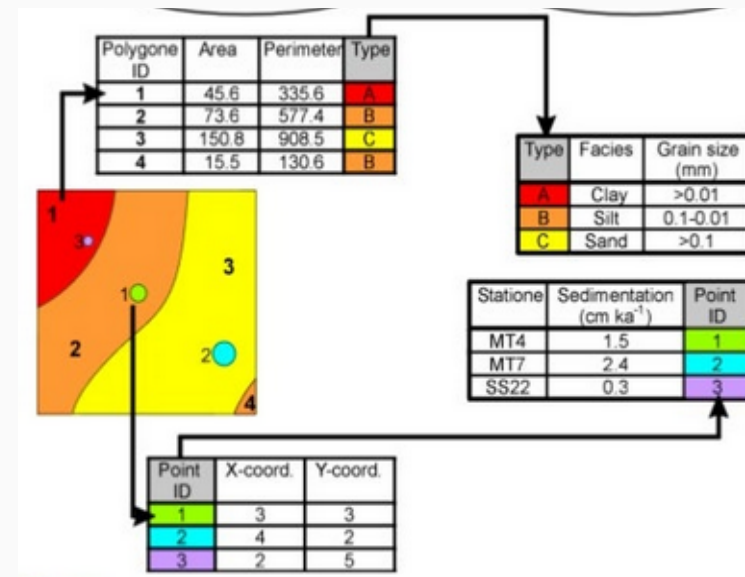 Polygone ID Area Perimeter Type
1 45.6 335.6 A
2 73.6 577.4 B
3 150.8 908.5 C
4 15.5 130.6 B
Type Facies Grain size (mm)
A Clay >0.01
B Silt 0.1-0.01
C Sand >0.1
1
3
3
1
2
2
4
Statione Sedimentation (cm ka-1) Point ID
MT4 1.5 1
MT7 2.4 2
SS22 0.3 3
Point ID X-coord. Y-coord.
1 3 3
2 4 2
3 2 5